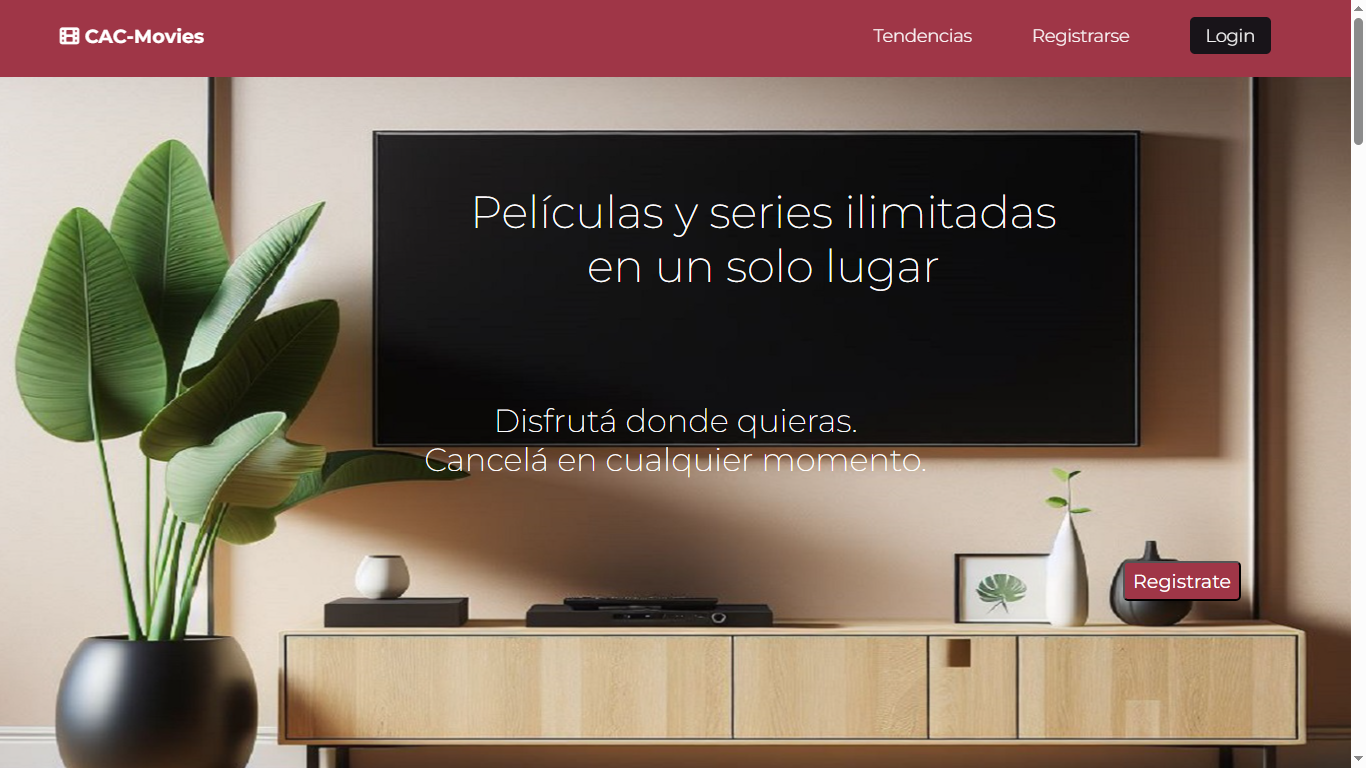 CAC-Movies
Tendencias
Registrarse
Login
Películas y series ilimitadas
en un solo lugar
Disfrutá donde quieras.
Cancelá en cualquier momento.
Registrate